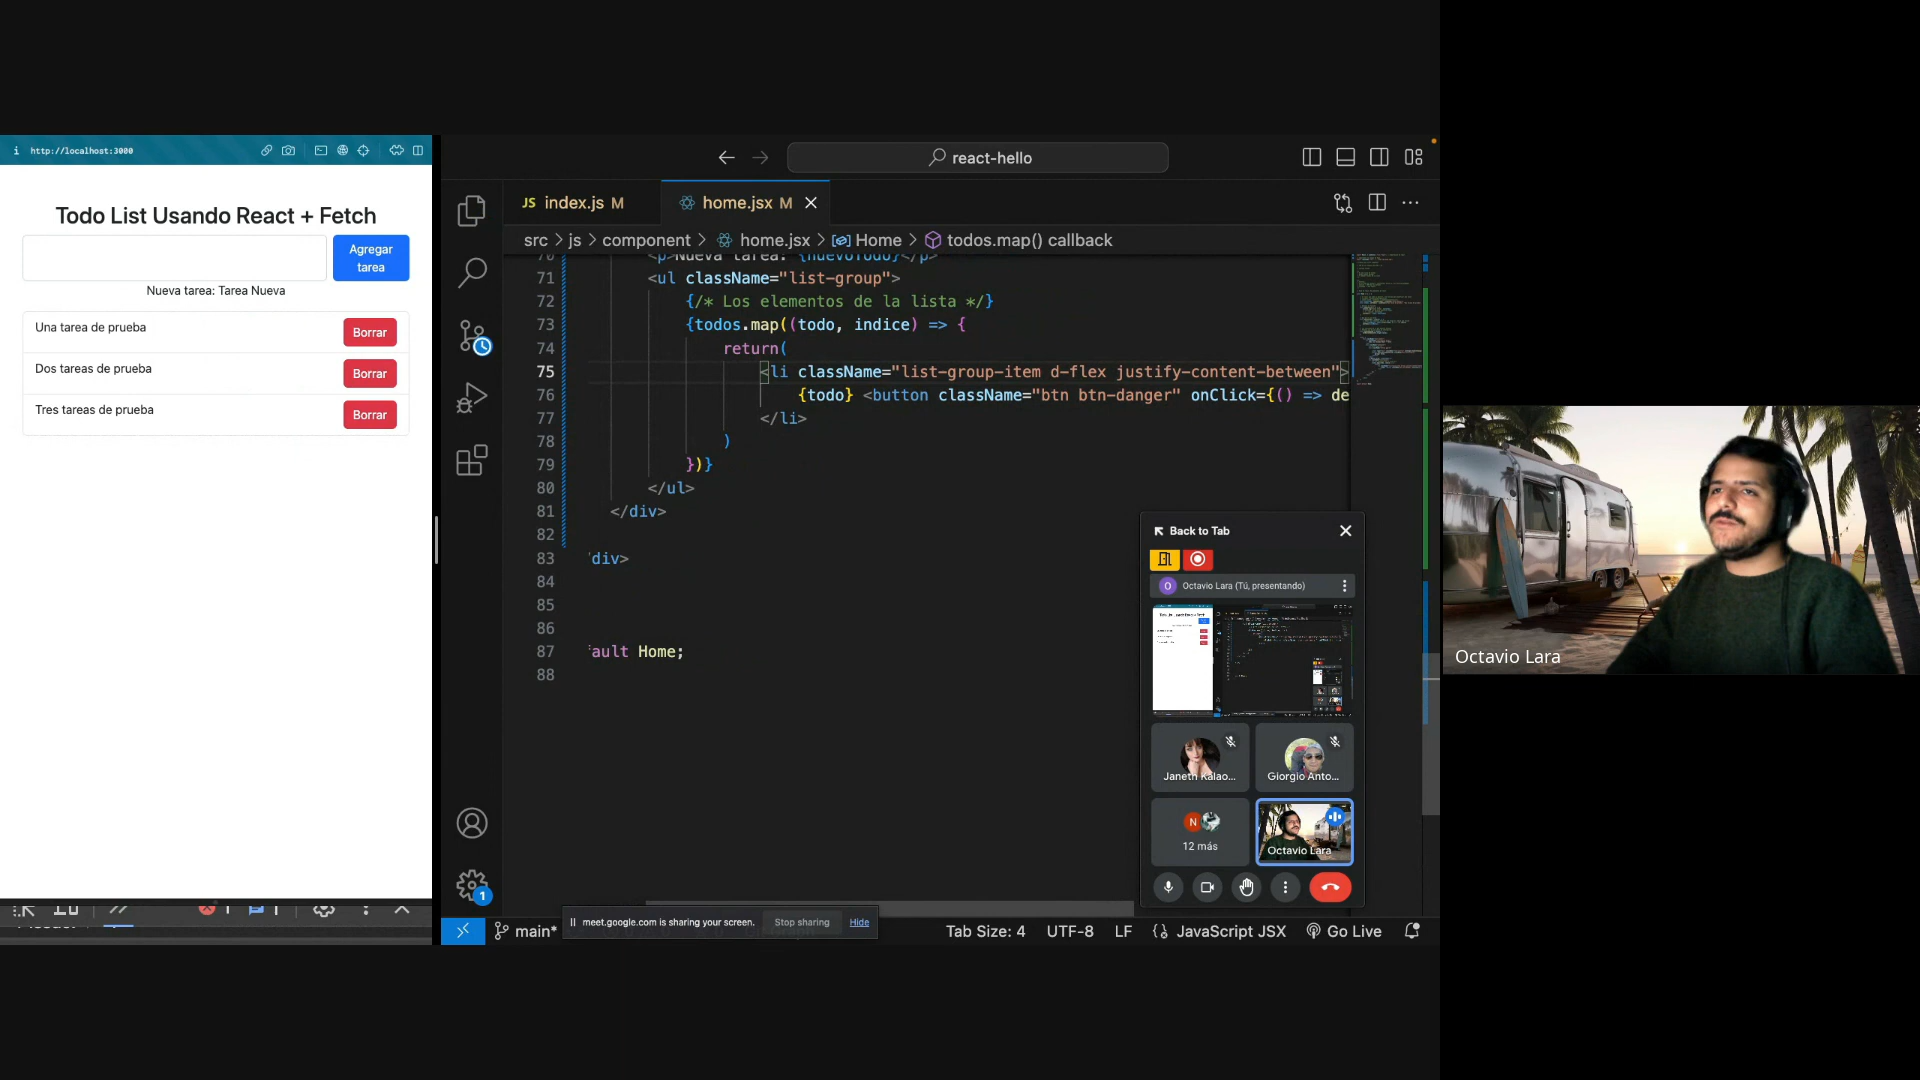 http://localhost:3000
Todo List Usando React + Fetch
Agregar
tarea
Nueva tarea: Tarea Nueva
Una tarea de prueba
Borrar
Dos tareas de prueba
Borrar
Tres tareas de prueba
Borrar
react-hello
JS index.js M
home.jsx M
src > js > component > home.jsx > Home > todos.map() callback
70 <p>Nueva tarea: {nuevoTodo}</p>
71 <ul className="list-group">
72 {/* Los elementos de la lista */}
73 {todos.map((todo, indice) => {
74 return(
75 <li className="list-group-item d-flex justify-content-between">
76 {todo} <button className="btn btn-danger" onClick={() => de
77 </li>
78 )
79 })}
80 </ul>
81 </div>
82
83 div>
84
85
86
87 ault Home;
88
Back to Tab
O Octavio Lara (Tú, presentando)
Janeth Kalao...
Giorgio Anto...
N
12 más
Octavio Lara
1
meet.google.com is sharing your screen.
Stop sharing
Hide
main*
Tab Size: 4
UTF-8
LF
JavaScript JSX
Go Live
Octavio Lara